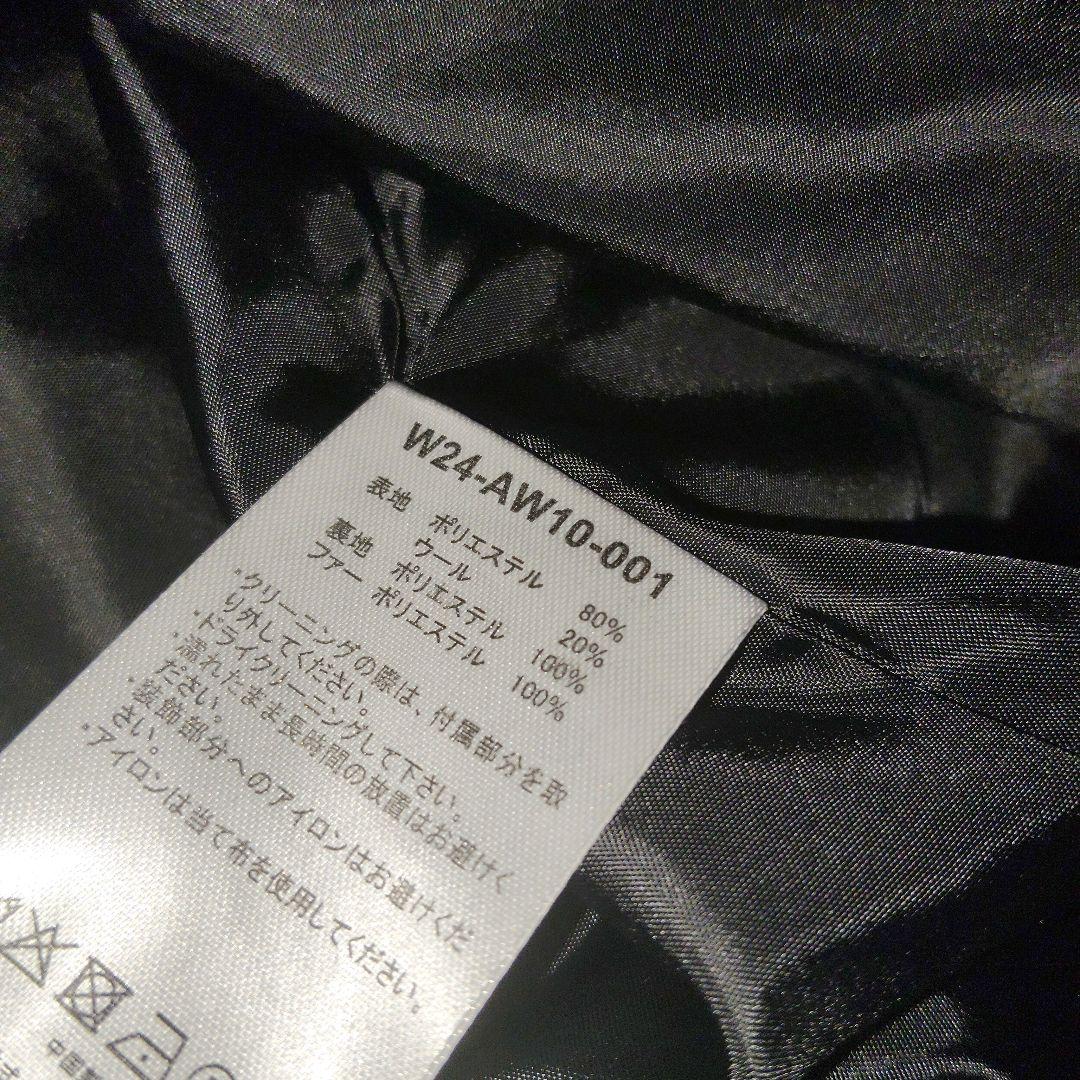 W24-AW10-001
表地 ポリエステル 80%
ウール 20%
裏地 ポリエステル 100%
ファー ポリエステル 100%
・クリーニングの際は、付属部分を取
り外してください。
・ドライクリーニングして下さい。
・濡れたまま長時間の放置はお避けく
ださい。
・装飾部分へのアイロンはお避けくだ
さい。
・アイロンは当て布を使用してください。
中国製